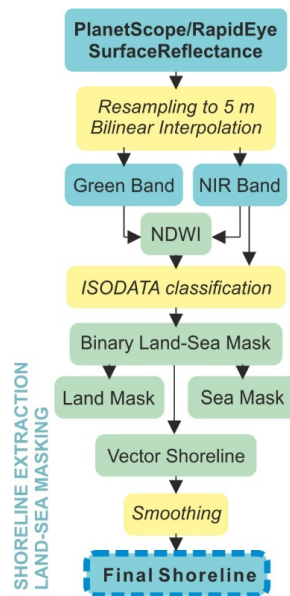 PlanetScope/RapidEye
SurfaceReflectance
Resampling to 5 m
Bilinear Interpolation
Green Band
NIR Band
NDWI
ISODATA classification
Binary Land-Sea Mask
Land Mask
Sea Mask
Vector Shoreline
Smoothing
Final Shoreline
SHORELINE EXTRACTION
LAND-SEA MASKING